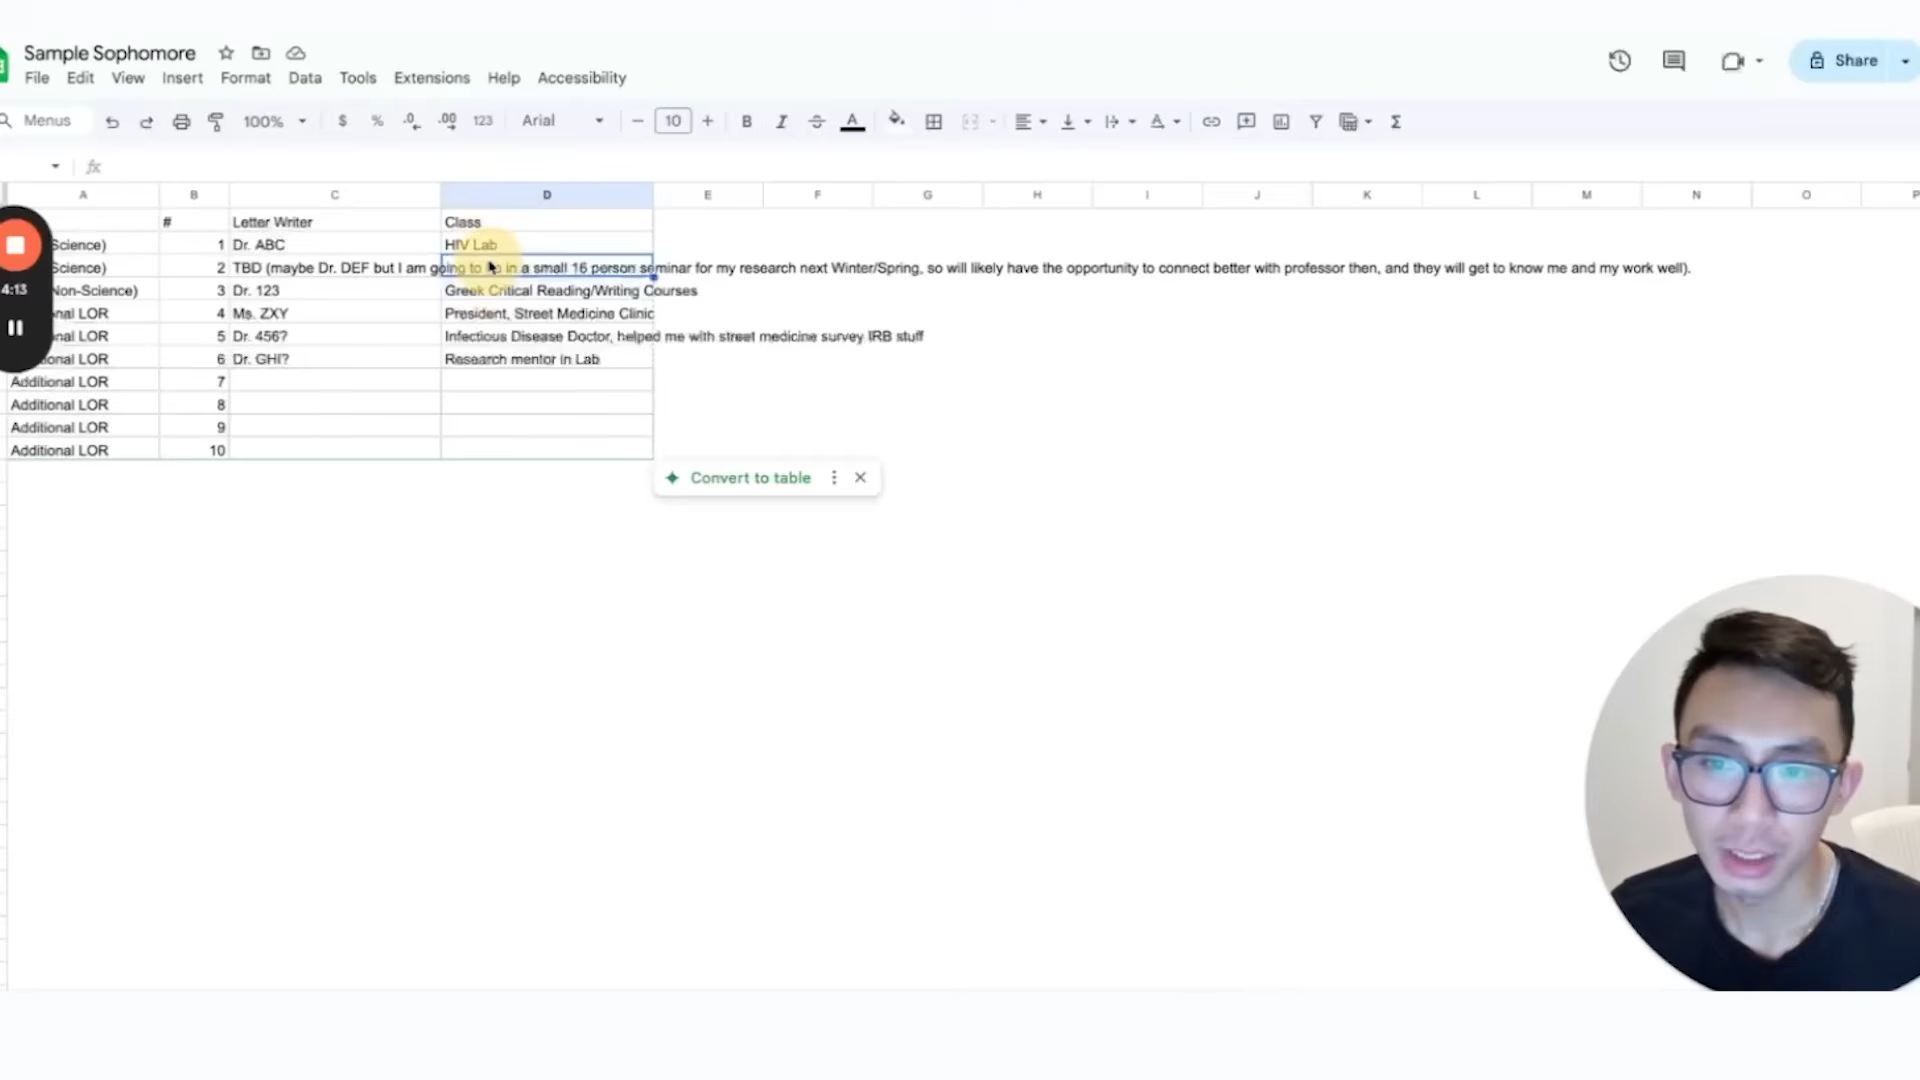 Sample Sophomore
File Edit View Insert Format Data Tools Extensions Help Accessibility
Share
Menus 100% $ % .0 .00 123 Arial 10 B I A Σ
fx
A B C D E F G H I J K L M N O P
# Letter Writer Class
Science) 1 Dr. ABC HIV Lab
Science) 2 TBD (maybe Dr. DEF but I am going to be in a small 16 person seminar for my research next Winter/Spring, so will likely have the opportunity to connect better with professor then, and they will get to know me and my work well).
Non-Science) 3 Dr. 123 Greek Critical Reading/Writing Courses
nal LOR 4 Ms. ZXY President, Street Medicine Clinic
nal LOR 5 Dr. 456? Infectious Disease Doctor, helped me with street medicine survey IRB stuff
onal LOR 6 Dr. GHI? Research mentor in Lab
Additional LOR 7
Additional LOR 8
Additional LOR 9
Additional LOR 10
4:13
Convert to table